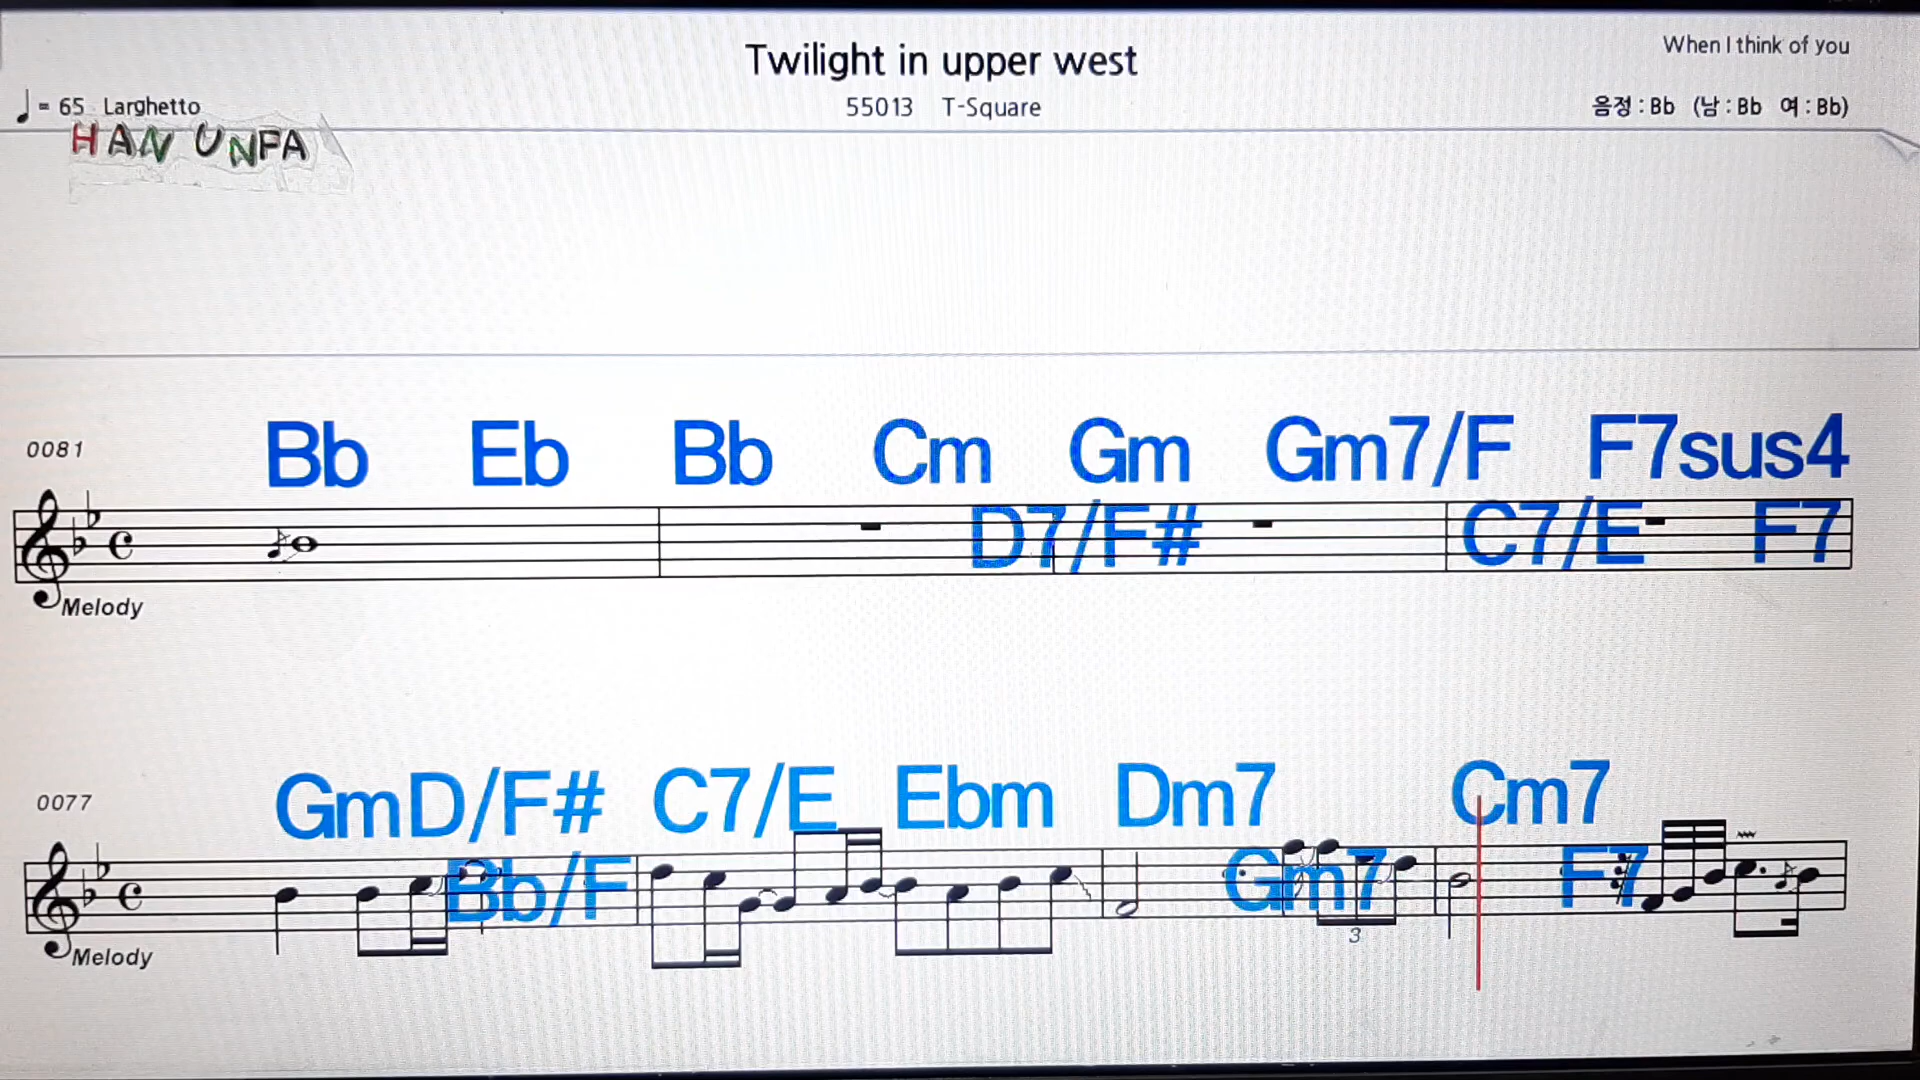 Twilight in upper west
When I think of you
♩ = 65 Larghetto
55013 T-Square
음정 : Bb (남 : Bb 여 : Bb)
HAN UNFA
0081
Bb Eb Bb Cm Gm Gm7/F F7sus4
D7/F# C7/E F7
Melody
0077
Gm D/F# C7/E Ebm Dm7 Cm7
Bb/F Gm7 F7
3
Melody